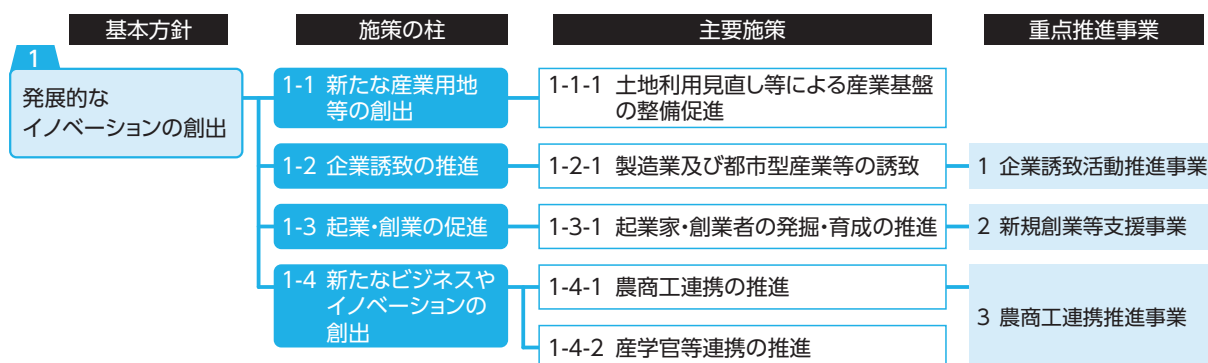 基本方針
施策の柱
主要施策
重点推進事業
1
発展的な
イノベーションの創出
1-1 新たな産業用地
等の創出
1-1-1 土地利用見直し等による産業基盤
の整備促進
1-2 企業誘致の推進
1-2-1 製造業及び都市型産業等の誘致
1 企業誘致活動推進事業
1-3 起業・創業の促進
1-3-1 起業家・創業者の発掘・育成の推進
2 新規創業等支援事業
1-4 新たなビジネスや
イノベーションの
創出
1-4-1 農商工連携の推進
1-4-2 産学官等連携の推進
3 農商工連携推進事業